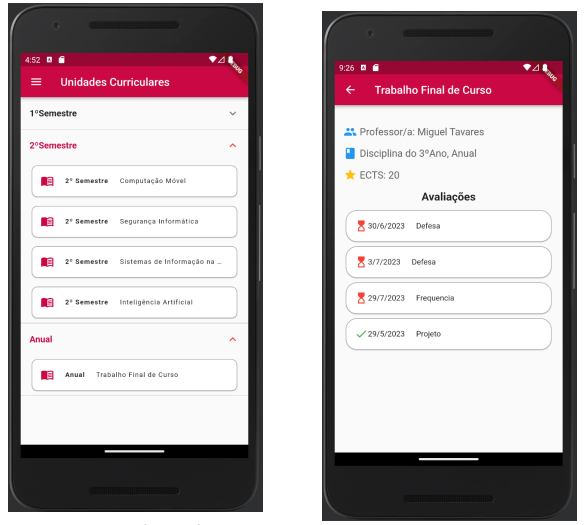 4:52
DEBUG
Unidades Curriculares
1ºSemestre
2ºSemestre
2º Semestre Computação Móvel
2º Semestre Segurança Informática
2º Semestre Sistemas de Informação na ...
2º Semestre Inteligência Artificial
Anual
Anual Trabalho Final de Curso
9:26
DEBUG
Trabalho Final de Curso
Professor/a: Miguel Tavares
Disciplina do 3ºAno, Anual
ECTS: 20
Avaliações
30/6/2023 Defesa
3/7/2023 Defesa
29/7/2023 Frequencia
29/5/2023 Projeto